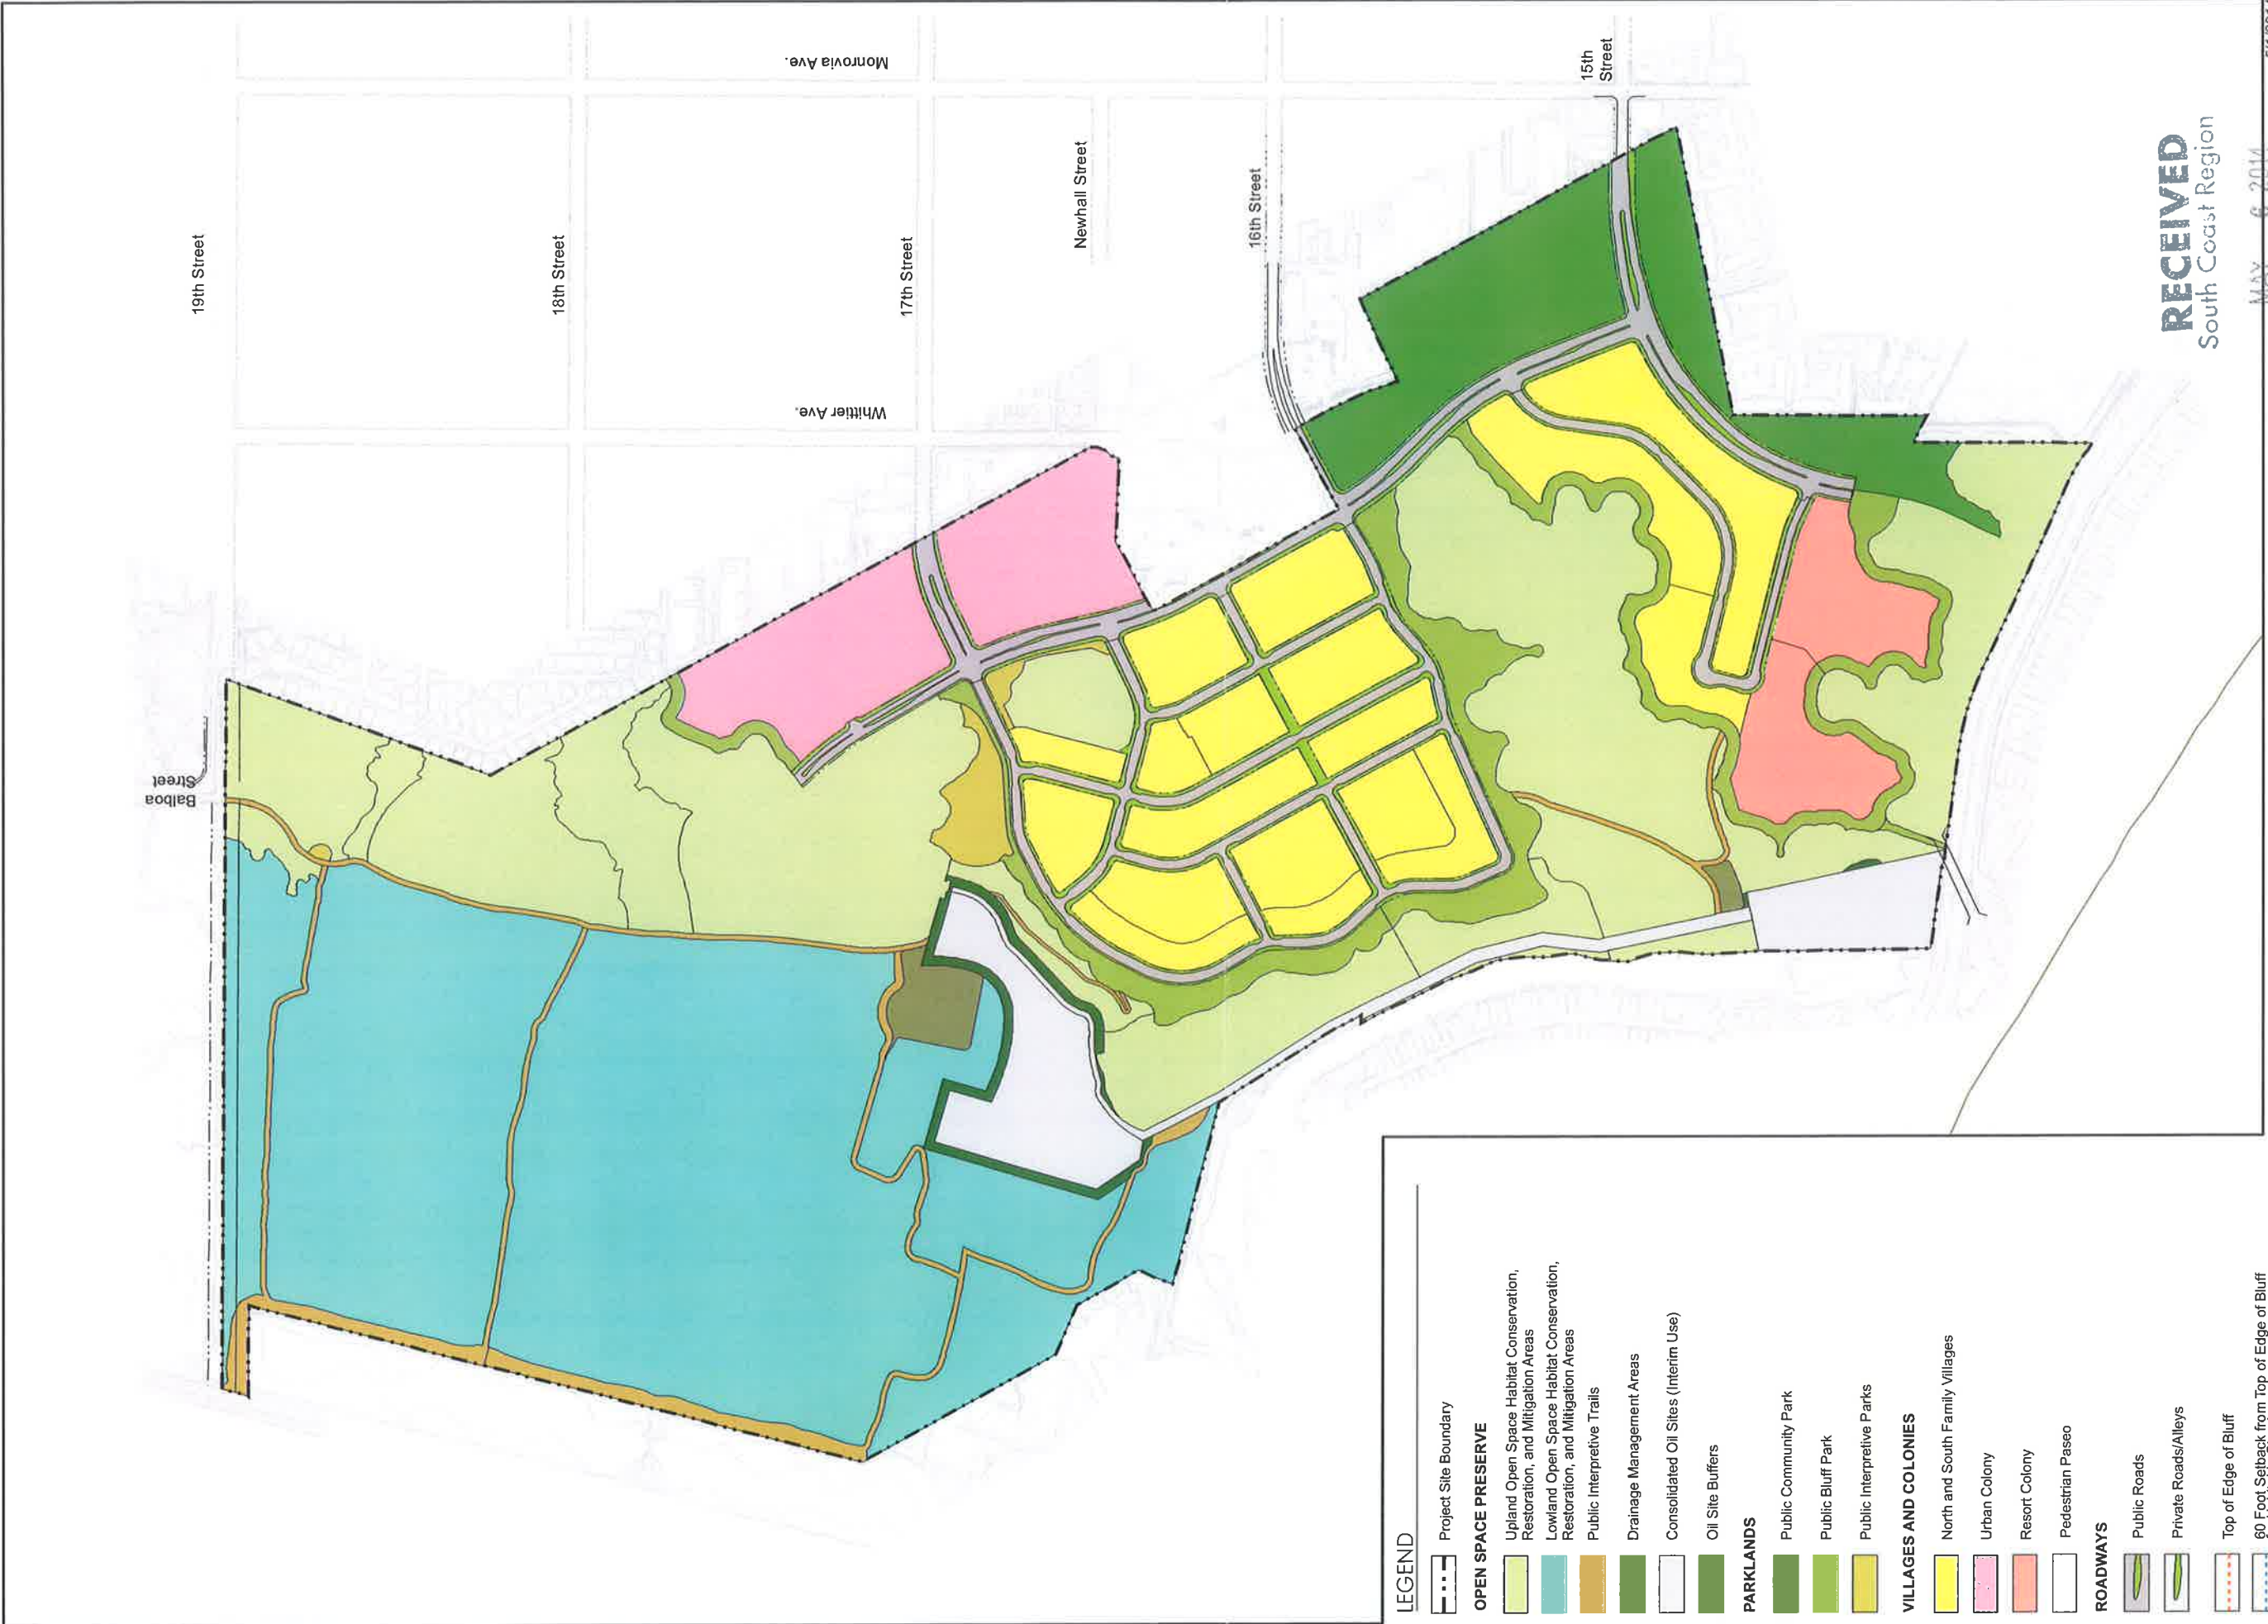 19th Street
18th Street
17th Street
Newhall Street
16th Street
15th
Street
Monrovia Ave.
Whittier Ave.
Balboa
Street
RECEIVED
South Coast Region
MAY 6 2014
LEGEND
Project Site Boundary
OPEN SPACE PRESERVE
Upland Open Space Habitat Conservation,
Restoration, and Mitigation Areas
Lowland Open Space Habitat Conservation,
Restoration, and Mitigation Areas
Public Interpretive Trails
Drainage Management Areas
Consolidated Oil Sites (Interim Use)
Oil Site Buffers
PARKLANDS
Public Community Park
Public Bluff Park
Public Interpretive Parks
VILLAGES AND COLONIES
North and South Family Villages
Urban Colony
Resort Colony
Pedestrian Paseo
ROADWAYS
Public Roads
Private Roads/Alleys
Top of Edge of Bluff
60 Foot Setback from Top of Edge of Bluff